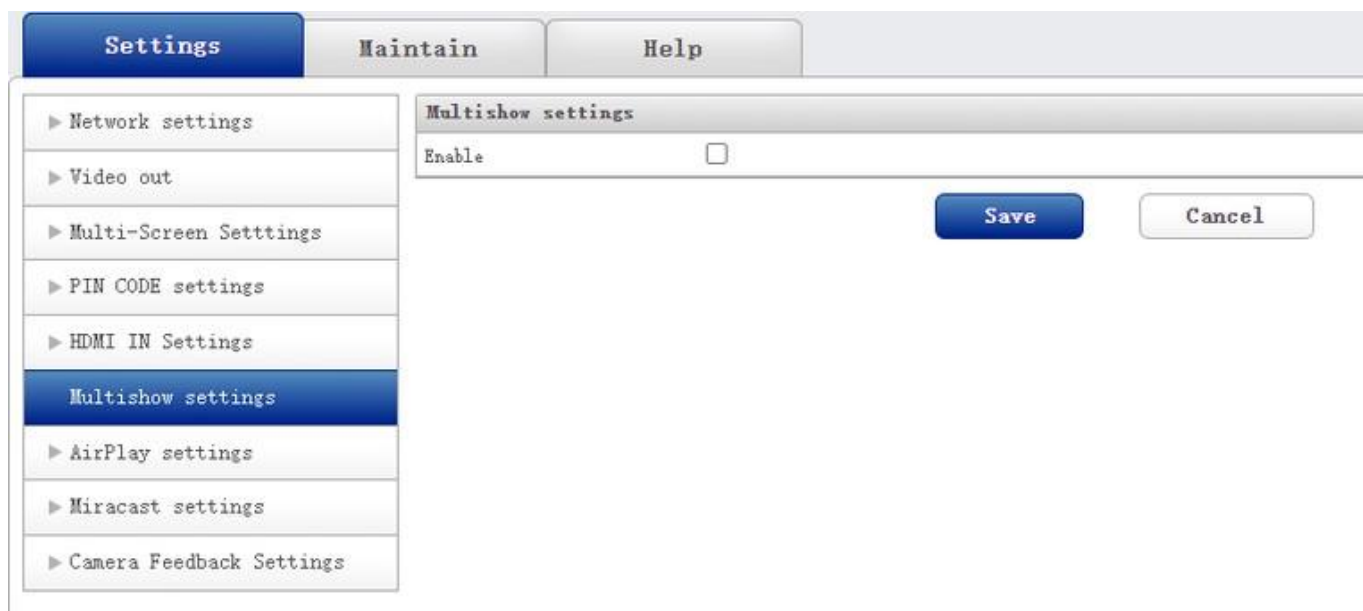 Settings
Maintain
Help
Network settings
Video out
Multi-Screen Setttings
PIN CODE settings
HDMI IN Settings
Multishow settings
AirPlay settings
Miracast settings
Camera Feedback Settings
Multishow settings
Enable
Save
Cancel